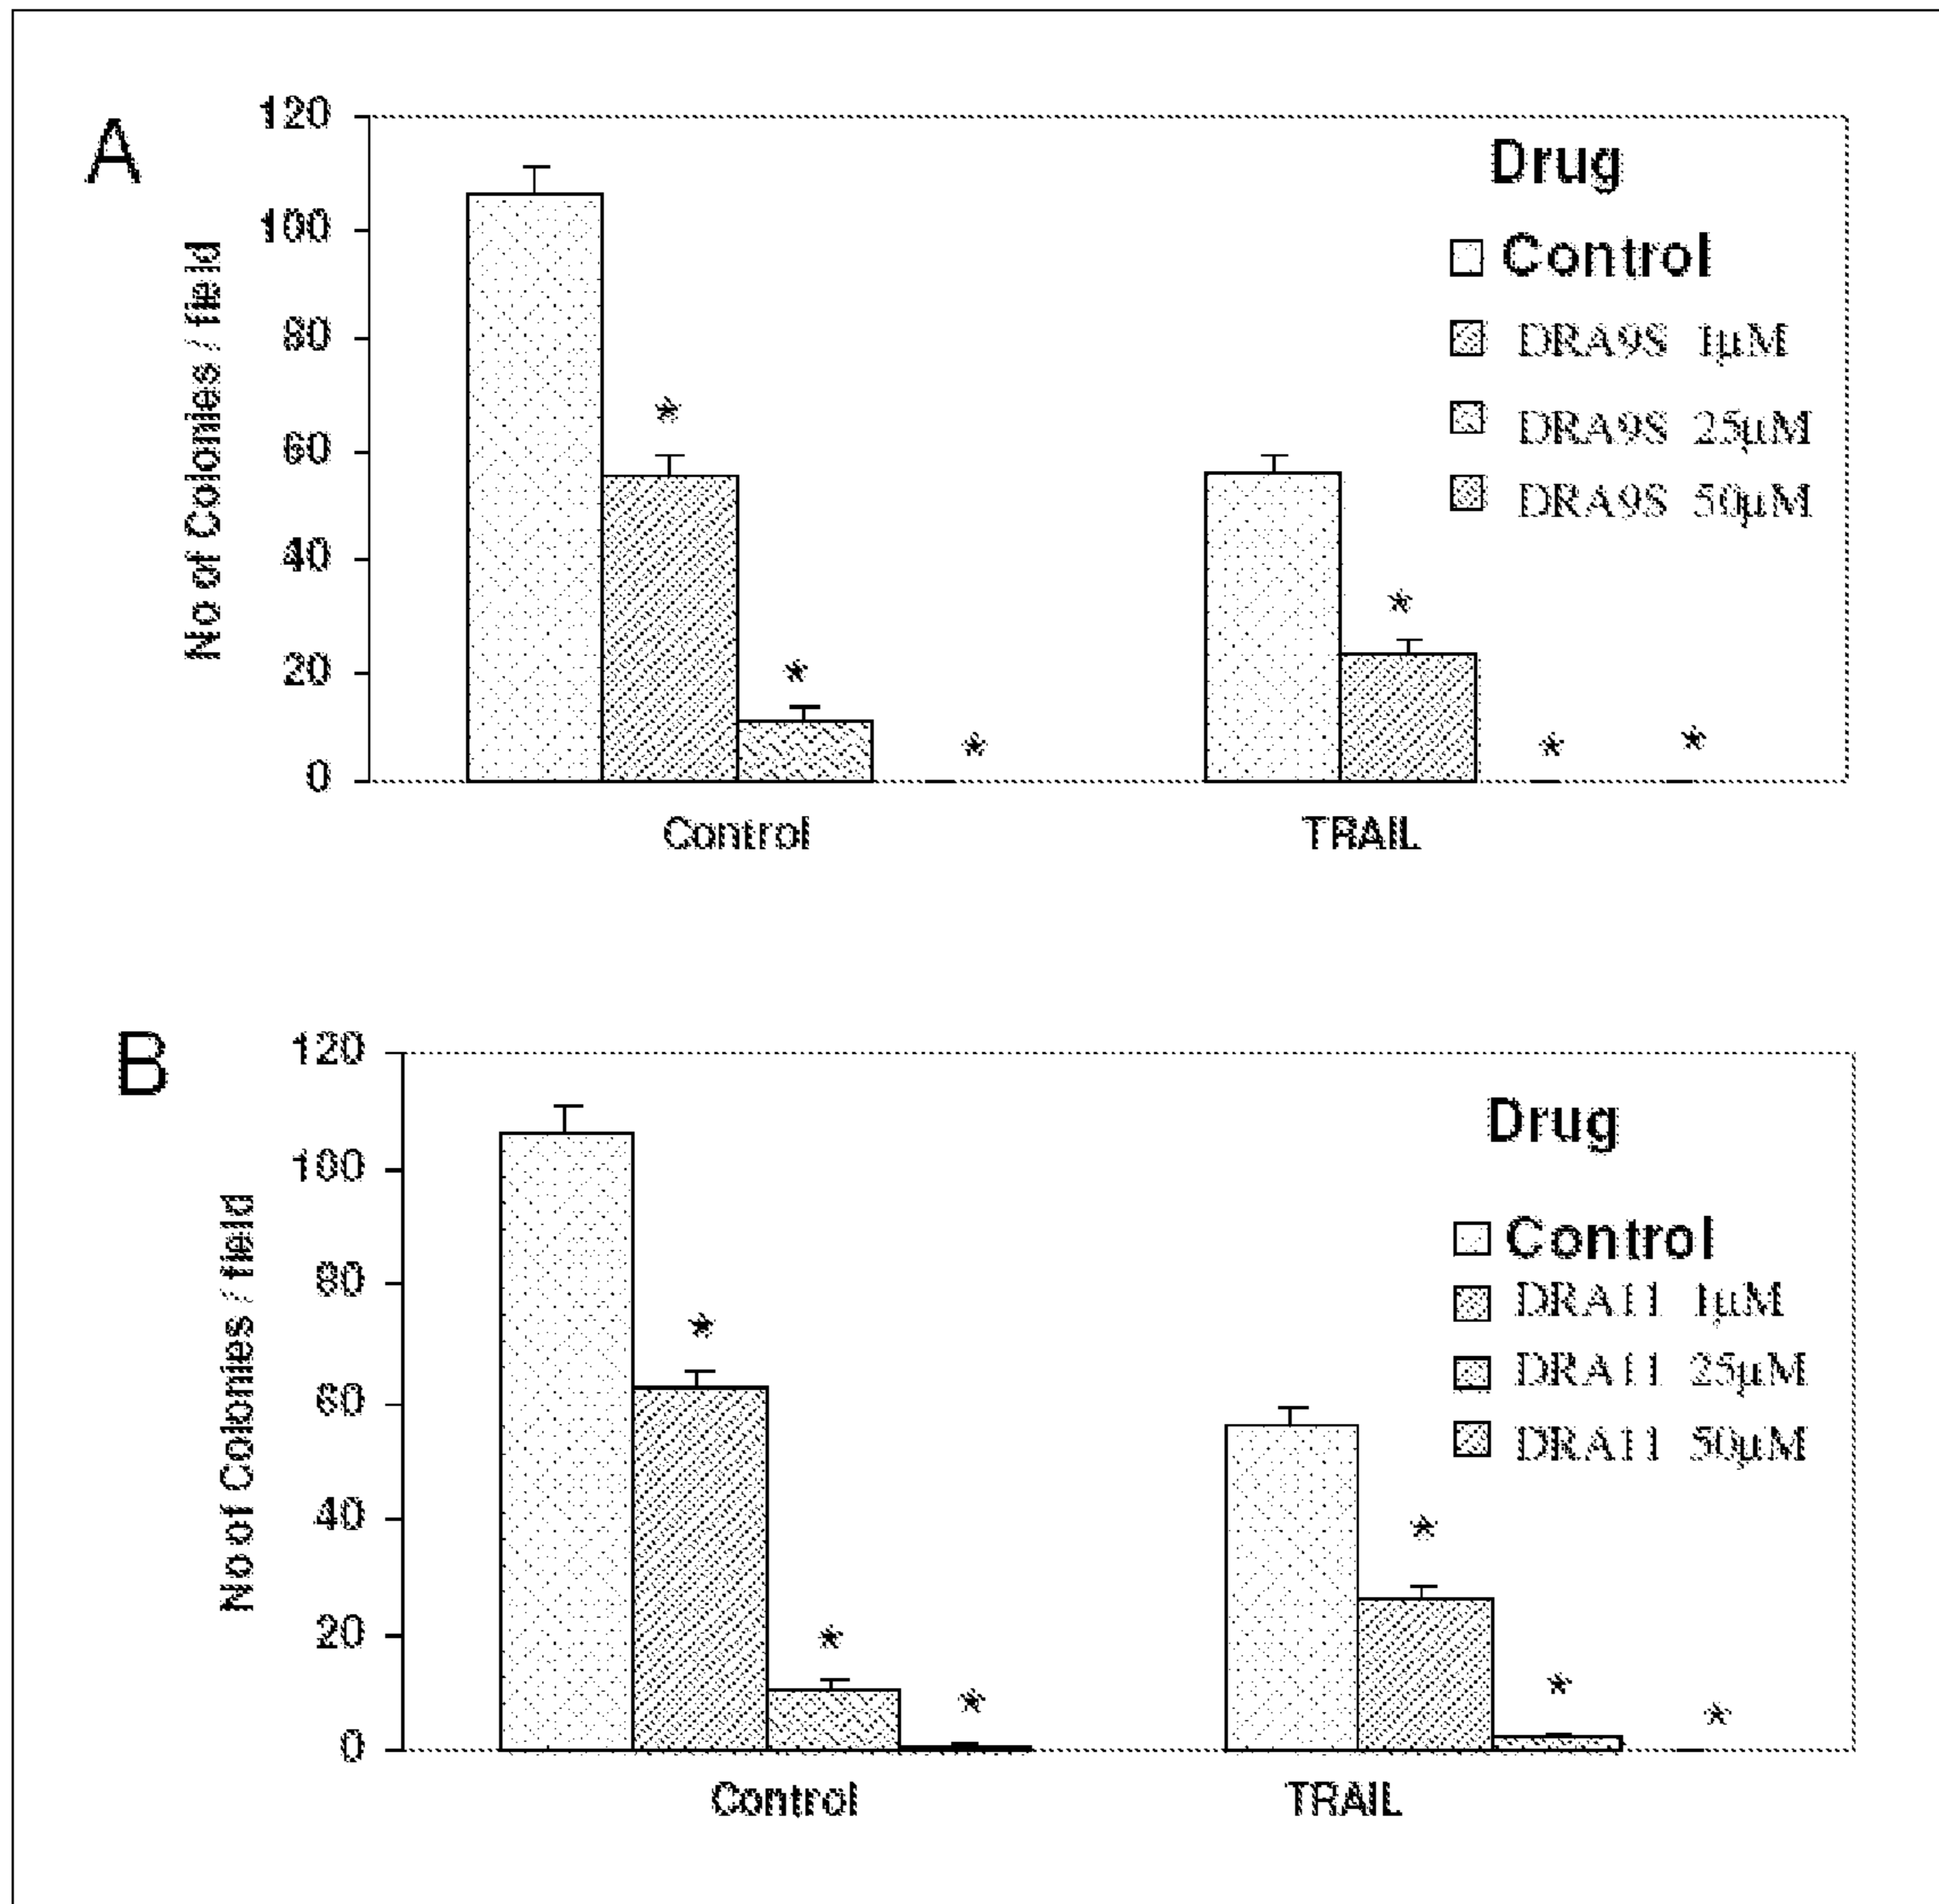 A
120
100
80
60
40
20
0
No of Colonies / field
Drug
Control
DRA9S 1µM
DRA9S 25µM
DRA9S 50µM
*
*
*
*
*
*
Control
TRAIL
B
120
100
80
60
40
20
0
No of Colonies / field
Drug
Control
DRA11 1µM
DRA11 25µM
DRA11 50µM
*
*
*
*
*
*
Control
TRAIL